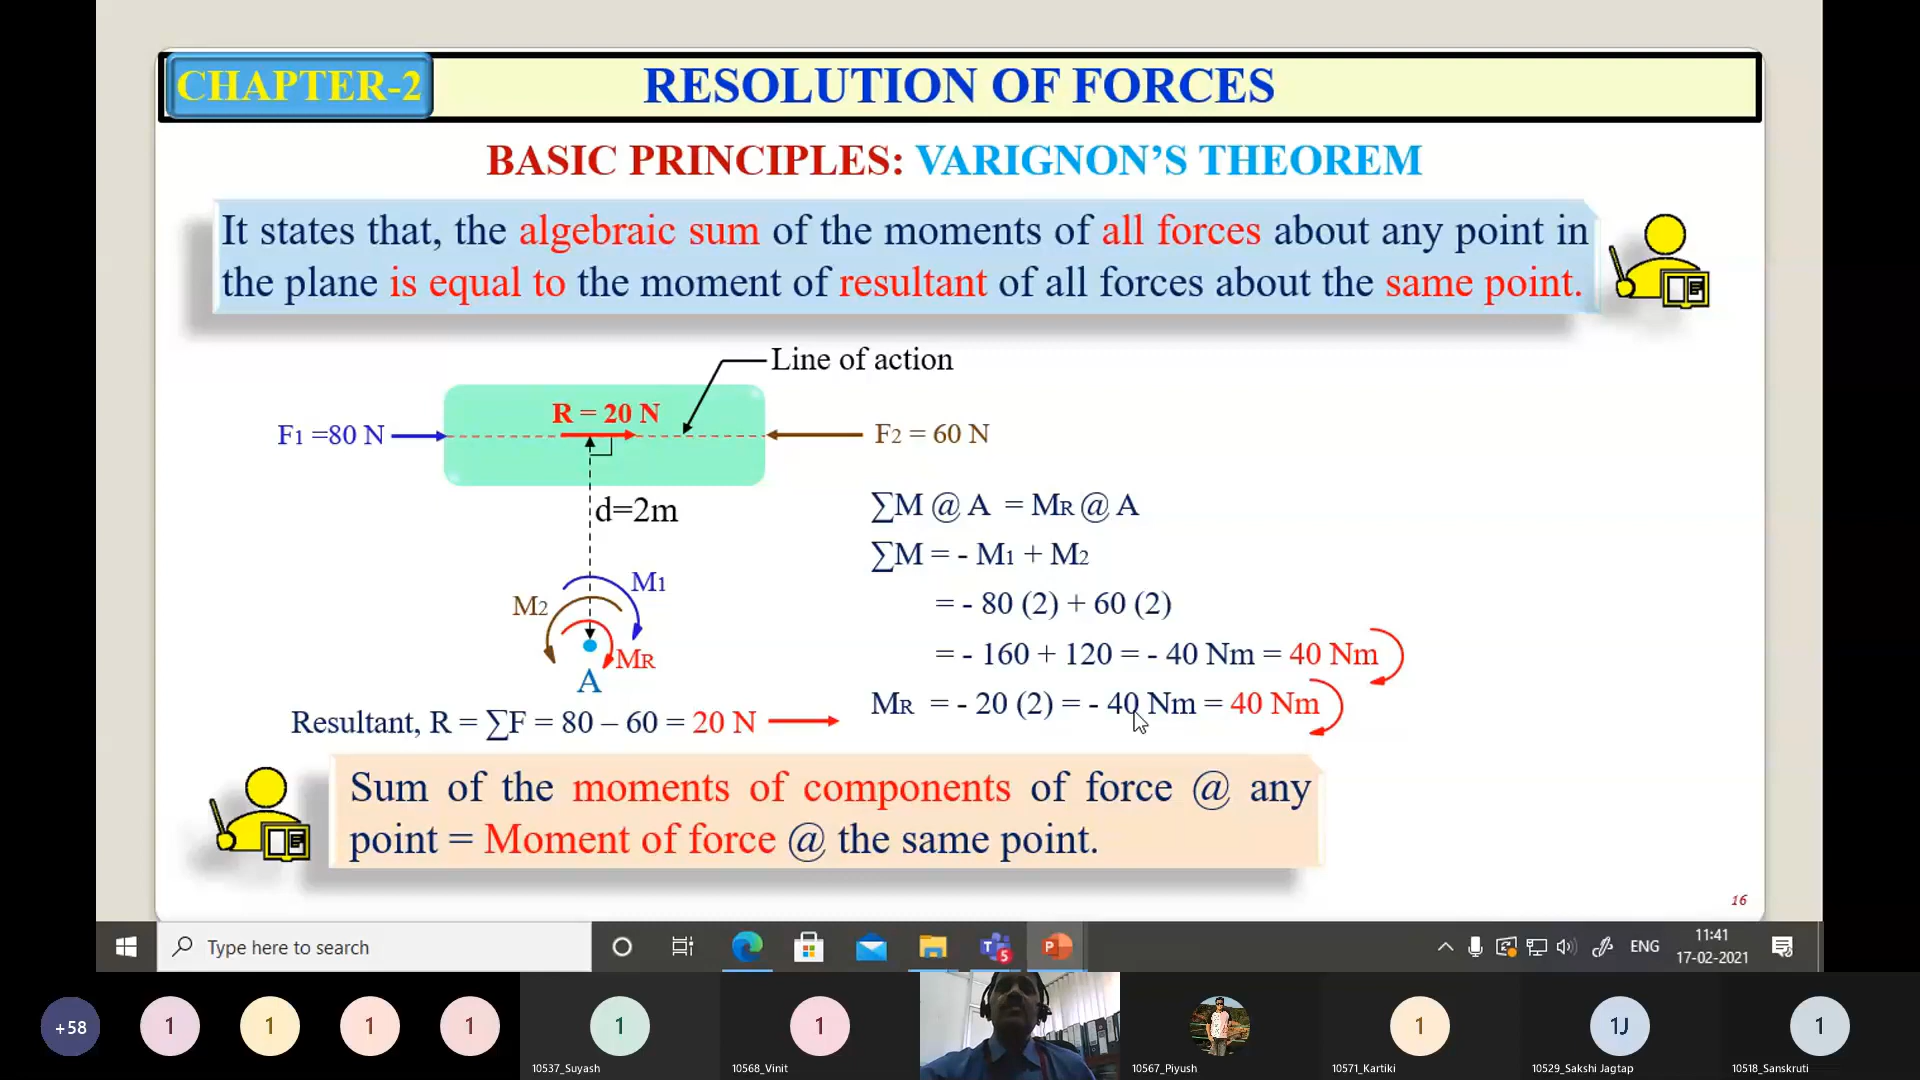 CHAPTER-2
RESOLUTION OF FORCES
BASIC PRINCIPLES: VARIGNON'S THEOREM
It states that, the algebraic sum of the moments of all forces about any point in
the plane is equal to the moment of resultant of all forces about the same point.
Line of action
R = 20 N
F1 =80 N
F2 = 60 N
d=2m
∑M @ A = MR @ A
∑M = - M1 + M2
= - 80 (2) + 60 (2)
= - 160 + 120 = - 40 Nm = 40 Nm
MR = - 20 (2) = - 40 Nm = 40 Nm
M1
M2
MR
A
Resultant, R = ∑F = 80 – 60 = 20 N
Sum of the moments of components of force @ any
point = Moment of force @ the same point.
16
Type here to search
T
5
P
ENG
11:41
17-02-2021
+58
1
1
1
1
1
1
1
1J
1
10537_Suyash
10568_Vinit
10567_Piyush
10571_Kartiki
10529_Sakshi Jagtap
10518_Sanskruti